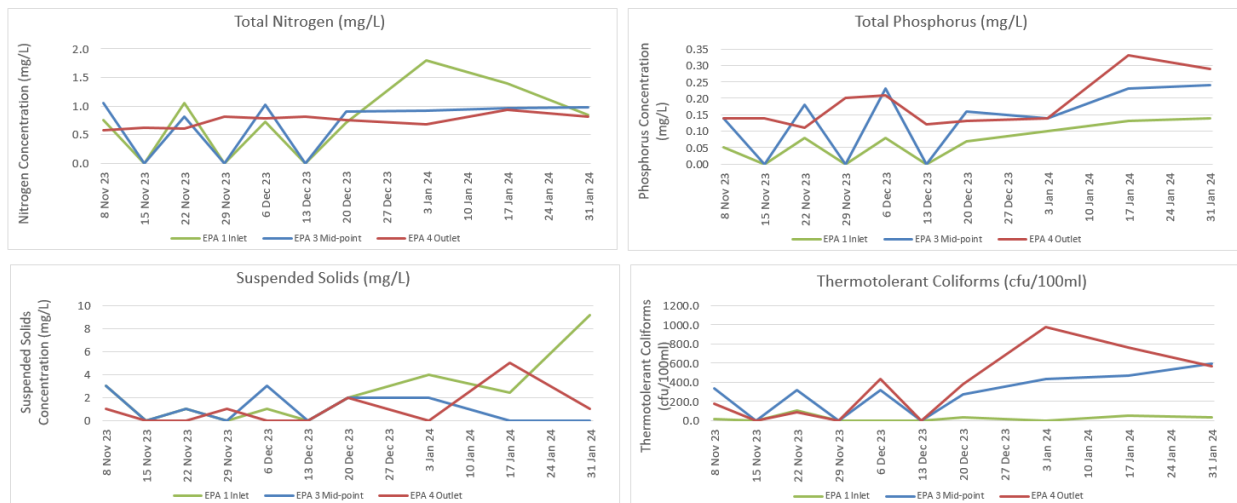 Total Nitrogen (mg/L)
Nitrogen Concentration (mg/L)
2.0
1.5
1.0
0.5
0.0
8 Nov 23
15 Nov 23
22 Nov 23
29 Nov 23
6 Dec 23
13 Dec 23
20 Dec 23
27 Dec 23
3 Jan 24
10 Jan 24
17 Jan 24
24 Jan 24
31 Jan 24
EPA 1 Inlet EPA 3 Mid-point EPA 4 Outlet
Total Phosphorus (mg/L)
Phosphorus Concentration
(mg/L)
0.35
0.30
0.25
0.20
0.15
0.10
0.05
0.00
8 Nov 23
15 Nov 23
22 Nov 23
29 Nov 23
6 Dec 23
13 Dec 23
20 Dec 23
27 Dec 23
3 Jan 24
10 Jan 24
17 Jan 24
24 Jan 24
31 Jan 24
EPA 1 Inlet EPA 3 Mid-point EPA 4 Outlet
Suspended Solids (mg/L)
Suspended Solids
Concentration (mg/L)
10
8
6
4
2
0
8 Nov 23
15 Nov 23
22 Nov 23
29 Nov 23
6 Dec 23
13 Dec 23
20 Dec 23
27 Dec 23
3 Jan 24
10 Jan 24
17 Jan 24
24 Jan 24
31 Jan 24
EPA 1 Inlet EPA 3 Mid-point EPA 4 Outlet
Thermotolerant Coliforms (cfu/100ml)
Thermotolerant Coliforms
(cfu/100ml)
1200.0
1000.0
800.0
600.0
400.0
200.0
0.0
8 Nov 23
15 Nov 23
22 Nov 23
29 Nov 23
6 Dec 23
13 Dec 23
20 Dec 23
27 Dec 23
3 Jan 24
10 Jan 24
17 Jan 24
24 Jan 24
31 Jan 24
EPA 1 Inlet EPA 3 Mid-point EPA 4 Outlet